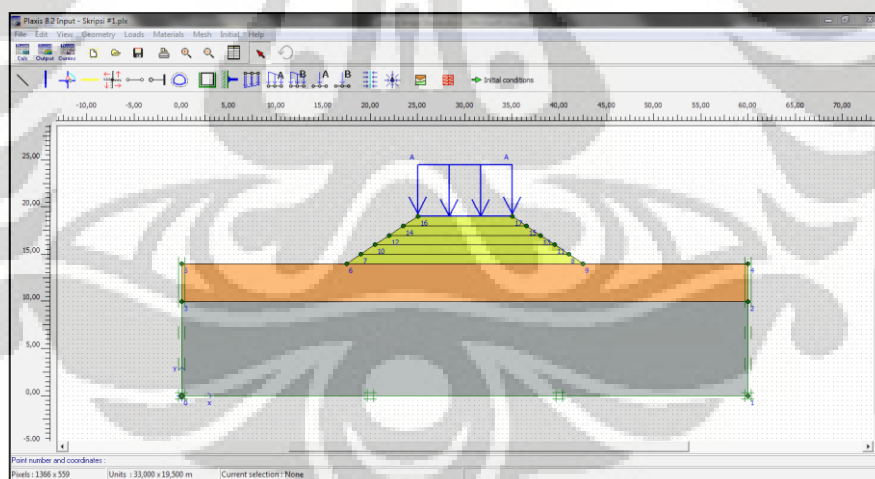 Plaxis 8.2 Input - Skripsi #1.plx
File Edit View Geometry Loads Materials Mesh Initial Help
Calc Output Curves
A B A B Initial conditions
-10,00 -5,00 0,00 5,00 10,00 15,00 20,00 25,00 30,00 35,00 40,00 45,00 50,00 55,00 60,00 65,00 70,00
25,00
A A
20,00
16 17
14 15
15,00
12
10
7 8
6 9
4
10,00
3 2
5,00
y
0,00
0 x 1
-5,00
Point number and coordinates :
Pixels : 1366 x 559 Units : 33,000 x 19,500 m Current selection : None